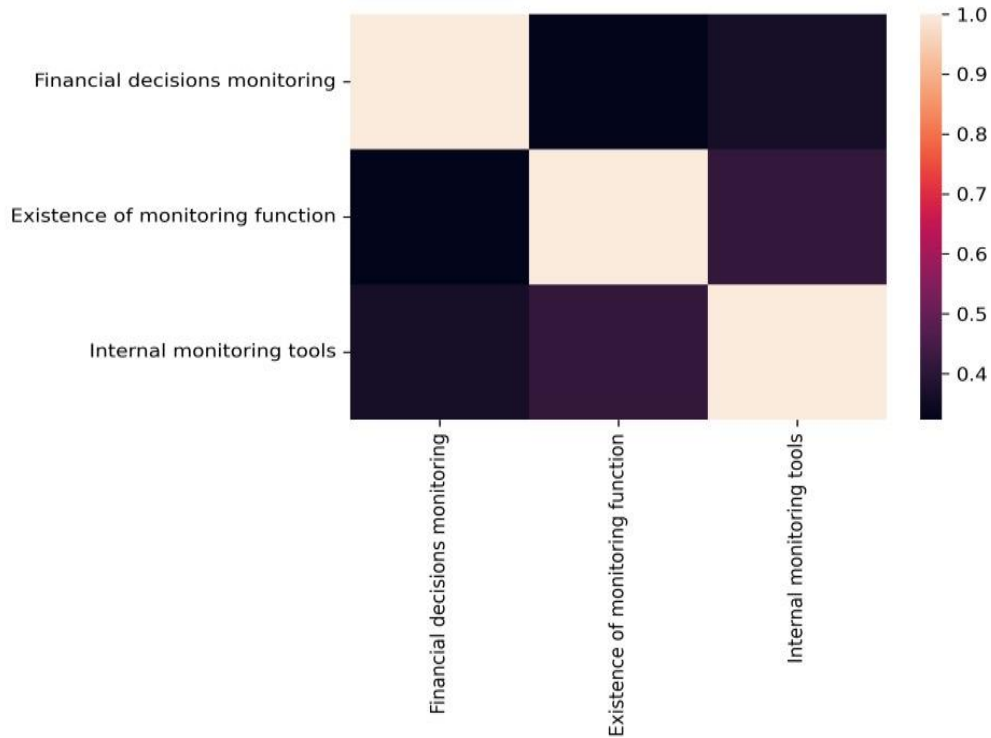 1.0
Financial decisions monitoring
0.9
0.8
Existence of monitoring function
0.7
0.6
0.5
Internal monitoring tools
0.4
Financial decisions monitoring
Existence of monitoring function
Internal monitoring tools